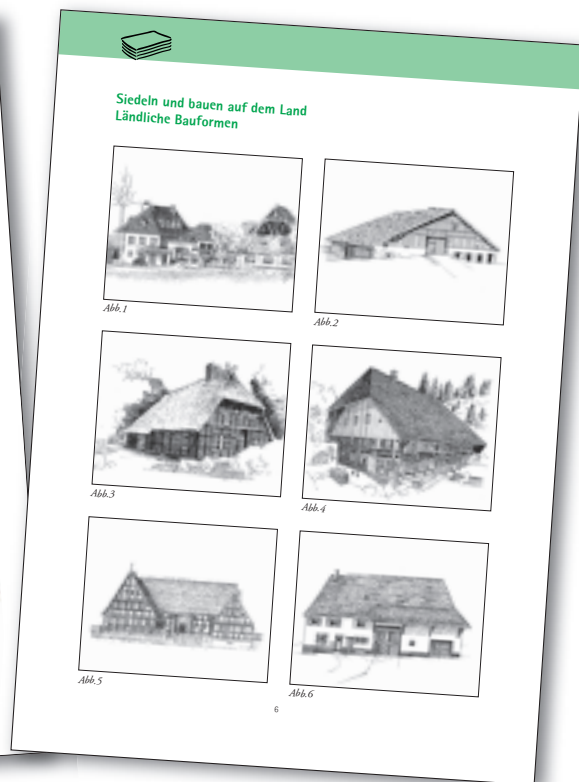 Siedeln und bauen auf dem Land
Ländliche Bauformen
Abb.1
Abb.2
Abb.3
Abb.4
Abb.5
Abb.6
6